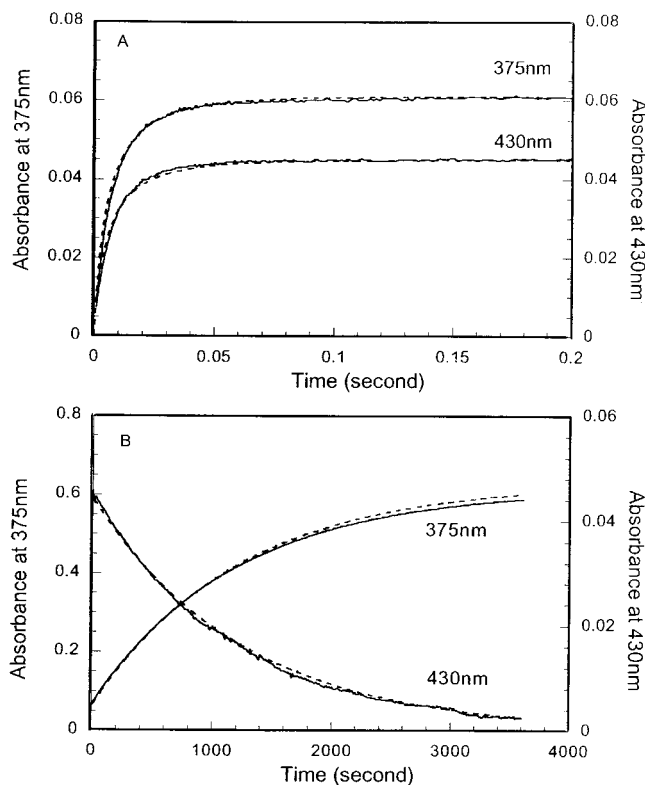 A
0.08
0.06
0.04
0.02
0
Absorbance at 375nm
0.08
0.06
0.04
0.02
0
Absorbance at 430nm
375nm
430nm
0
0.05
0.1
0.15
0.2
Time (second)
B
0.8
0.6
0.4
0.2
0
Absorbance at 375nm
0.06
0.04
0.02
0
Absorbance at 430nm
375nm
430nm
0
1000
2000
3000
4000
Time (second)